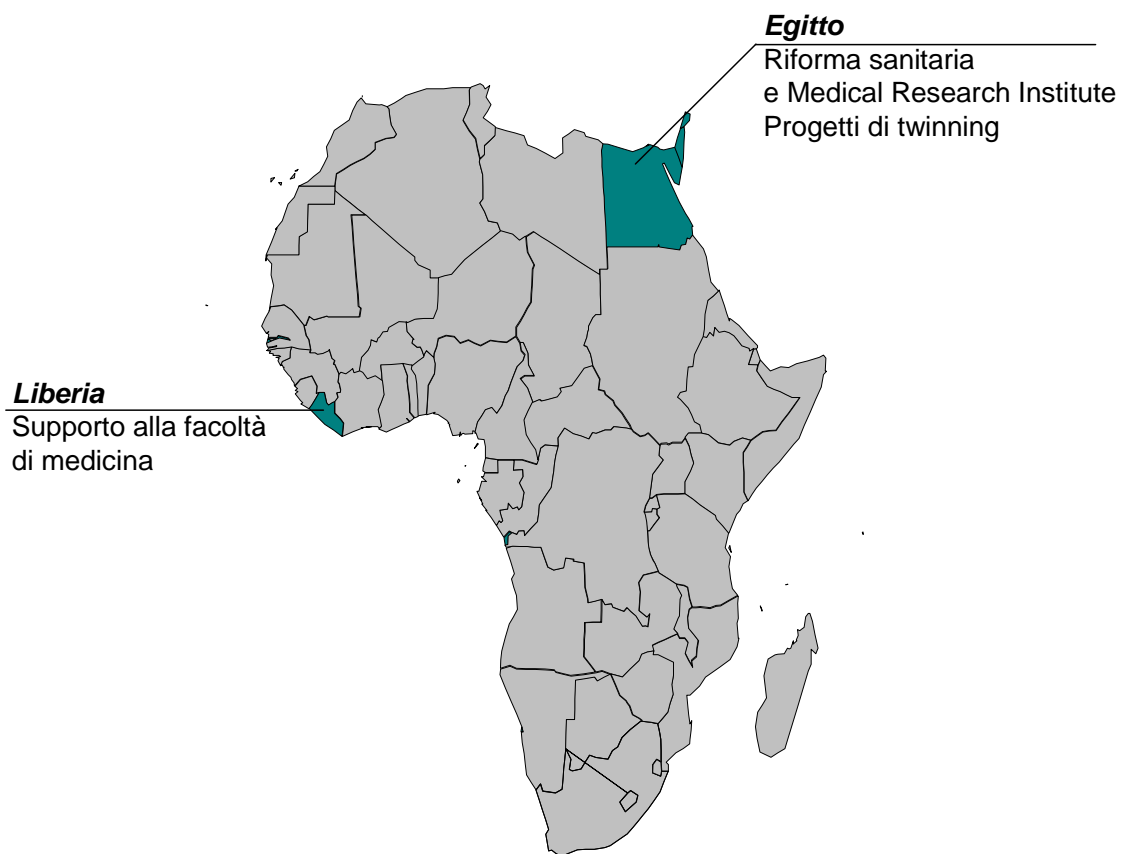 Egitto
Riforma sanitaria
e Medical Research Institute
Progetti di twinning
Liberia
Supporto alla facoltà
di medicina